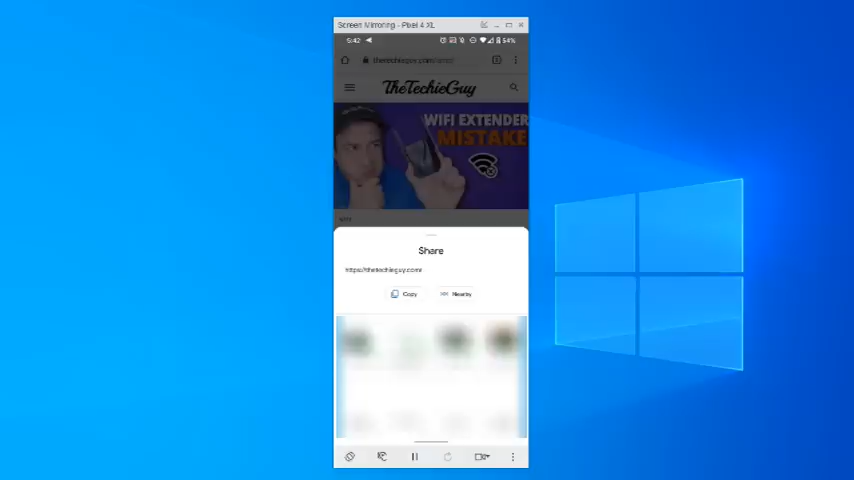 Screen Mirroring - Pixel 4 XL
5:42
54%
TheTechieGuy
WIFI EXTENDER
MISTAKE
Share
https://thetechieguy.com/
Copy
Nearby